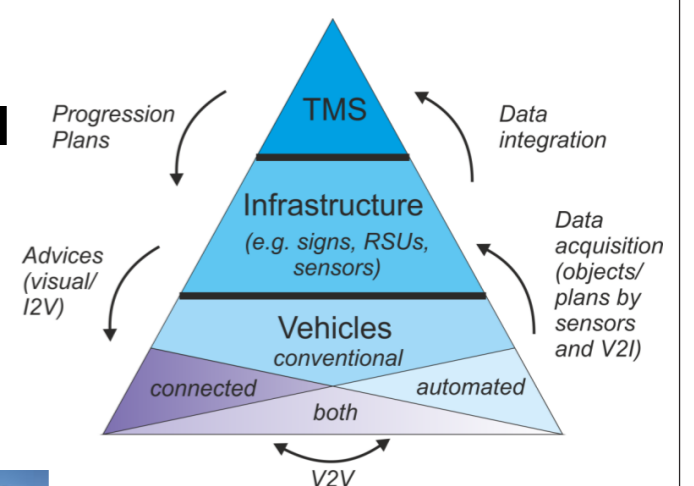 TMS
Progression
Plans
Data
integration
Infrastructure
(e.g. signs, RSUs,
sensors)
Advices
(visual/
I2V)
Data
acquisition
(objects/
plans by
sensors
and V2I)
Vehicles
conventional
connected
automated
both
V2V